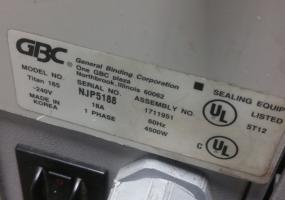 GBC
General Binding Corporation
One GBC plaza
Northbrook, Illinois 60062
MODEL NO. SERIAL NO. ASSEMBLY NO.
Titan 165 NJP5188 1711951
~240V 18A 60Hz
MADE IN KOREA 1 PHASE 4500W
UL SEALING EQUIP
LISTED
5T12
C UL